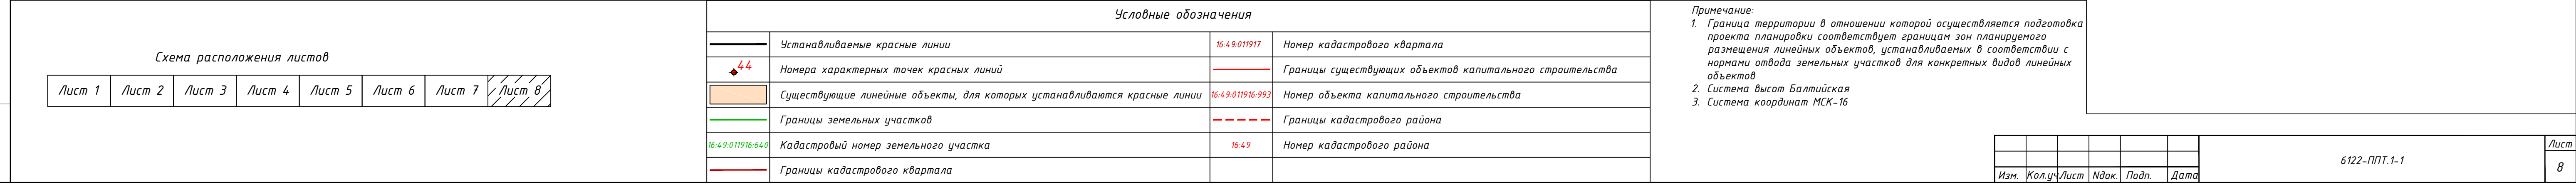 Схема расположения листов
Лист 1 Лист 2 Лист 3 Лист 4 Лист 5 Лист 6 Лист 7 Лист 8
Условные обозначения
Устанавливаемые красные линии
44 Номера характерных точек красных линий
Существующие линейные объекты, для которых устанавливаются красные линии
Границы земельных участков
16:49:011916:640 Кадастровый номер земельного участка
Границы кадастрового квартала
16:49:011917 Номер кадастрового квартала
Границы существующих объектов капитального строительства
16:49:011916:993 Номер объекта капитального строительства
Границы кадастрового района
16:49 Номер кадастрового района
Примечание:
1. Граница территории в отношении которой осуществляется подготовка
проекта планировки соответствует границам зон планируемого
размещения линейных объектов, устанавливаемых в соответствии с
нормами отвода земельных участков для конкретных видов линейных
объектов
2. Система высот Балтийская
3. Система координат МСК-16
Изм. Кол.уч Лист Nдок. Подп. Дата
6122-ППТ.1-1
Лист
8